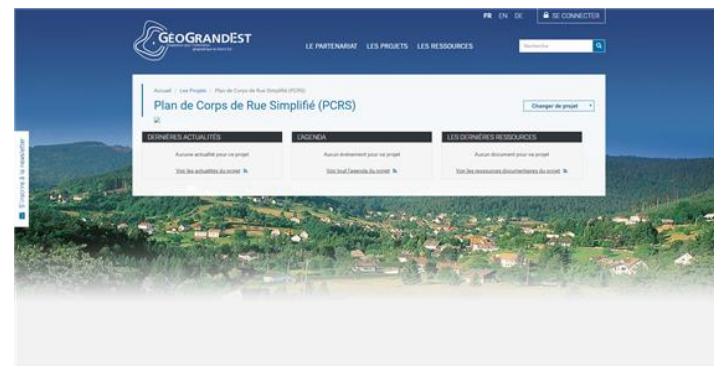 FR EN DE SE CONNECTER
GÉOGRANDEST
LE PARTENARIAT LES PROJETS LES RESSOURCES
Recherche
Accueil / Les Projets / Plan de Corps de Rue Simplifié (PCRS)
Plan de Corps de Rue Simplifié (PCRS)
Changer de projet
DERNIÈRES ACTUALITÉS
Aucune actualité pour ce projet
Voir les actualités du projet
L'AGENDA
Aucun événement pour ce projet
Voir tout l'agenda du projet
LES DERNIÈRES RESSOURCES
Aucun document pour ce projet
Voir les ressources documentaires du projet
S'inscrire à la newsletter